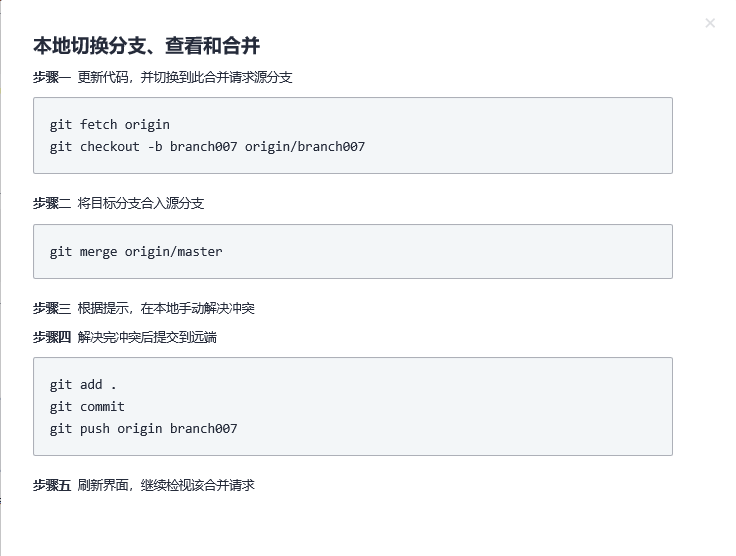 本地切换分支、查看和合并
步骤一 更新代码，并切换到此合并请求源分支
git fetch origin
git checkout -b branch007 origin/branch007
步骤二 将目标分支合入源分支
git merge origin/master
步骤三 根据提示，在本地手动解决冲突
步骤四 解决完冲突后提交到远端
git add .
git commit
git push origin branch007
步骤五 刷新界面，继续检视该合并请求